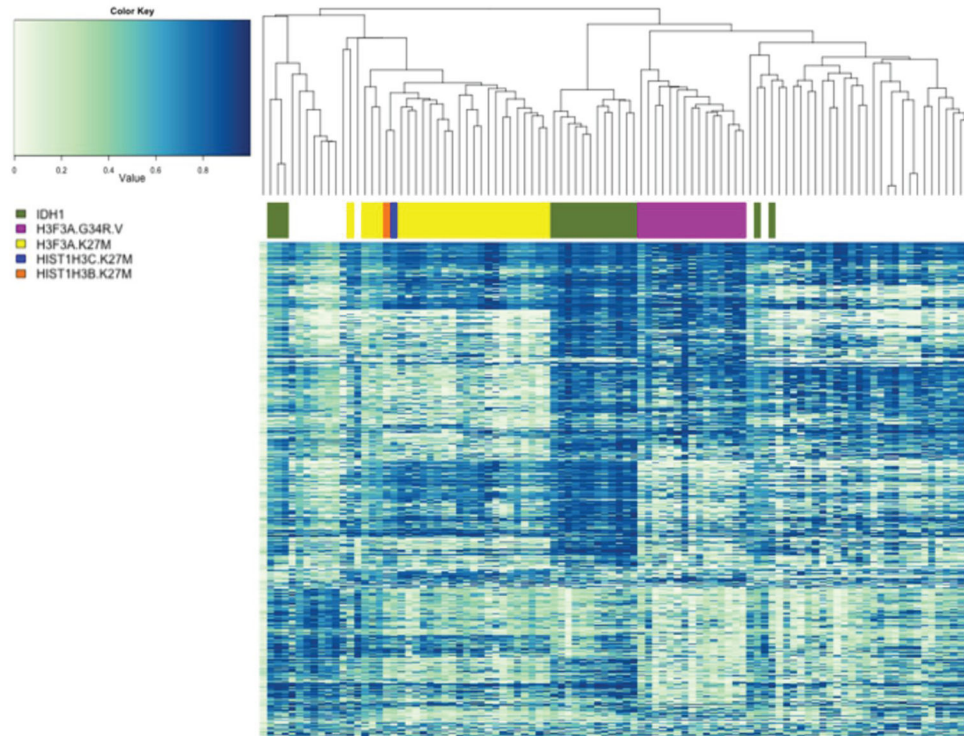 Color Key
0 0.2 0.4 0.6 0.8
Value
IDH1
H3F3A.G34R.V
H3F3A.K27M
HIST1H3C.K27M
HIST1H3B.K27M